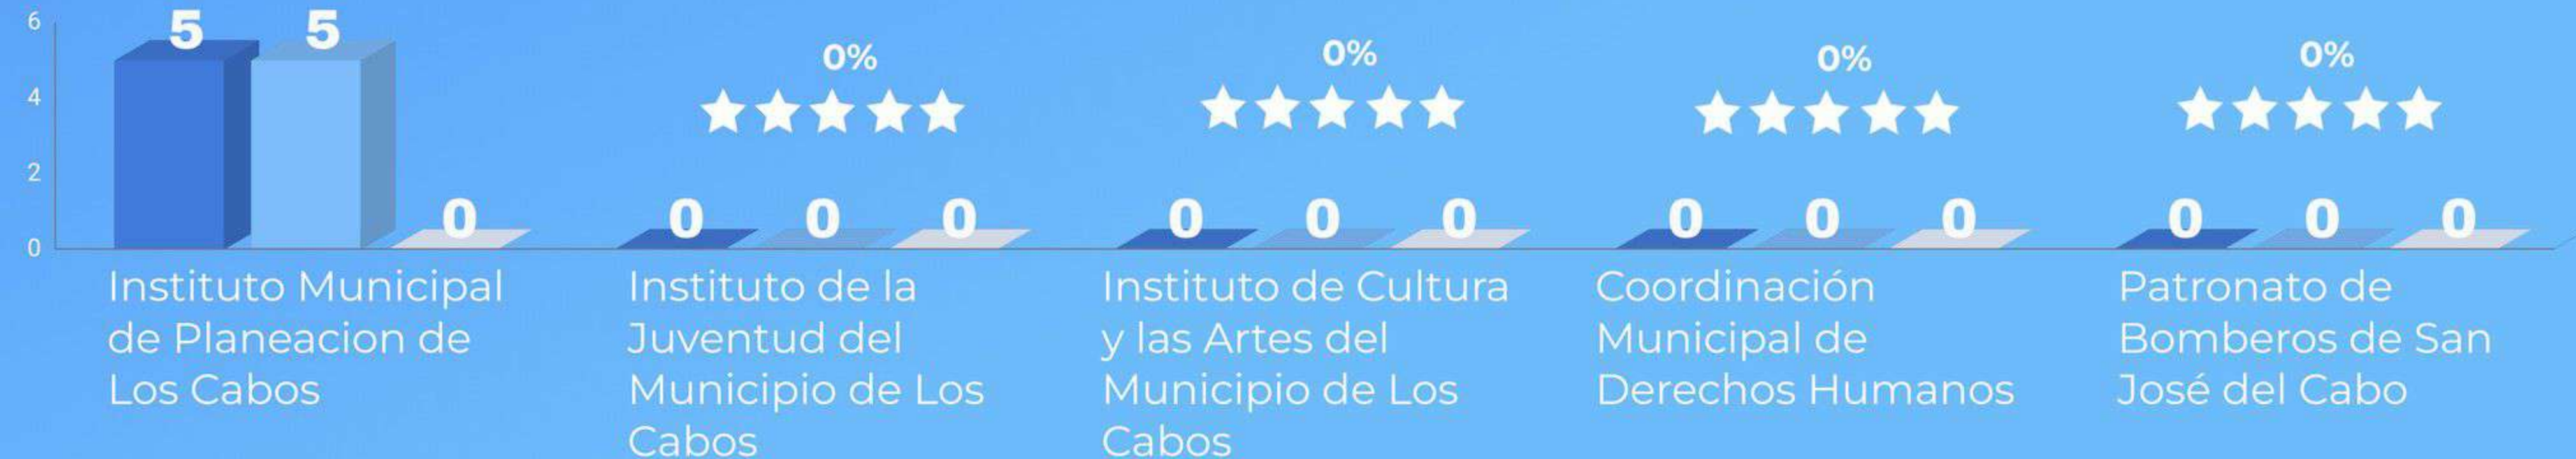 6
4
2
0
5 5 0
0%
0 0 0
0%
0 0 0
0%
0 0 0
0%
0 0 0
Instituto Municipal
de Planeacion de
Los Cabos
Instituto de la
Juventud del
Municipio de Los
Cabos
Instituto de Cultura
y las Artes del
Municipio de Los
Cabos
Coordinación
Municipal de
Derechos Humanos
Patronato de
Bomberos de San
José del Cabo